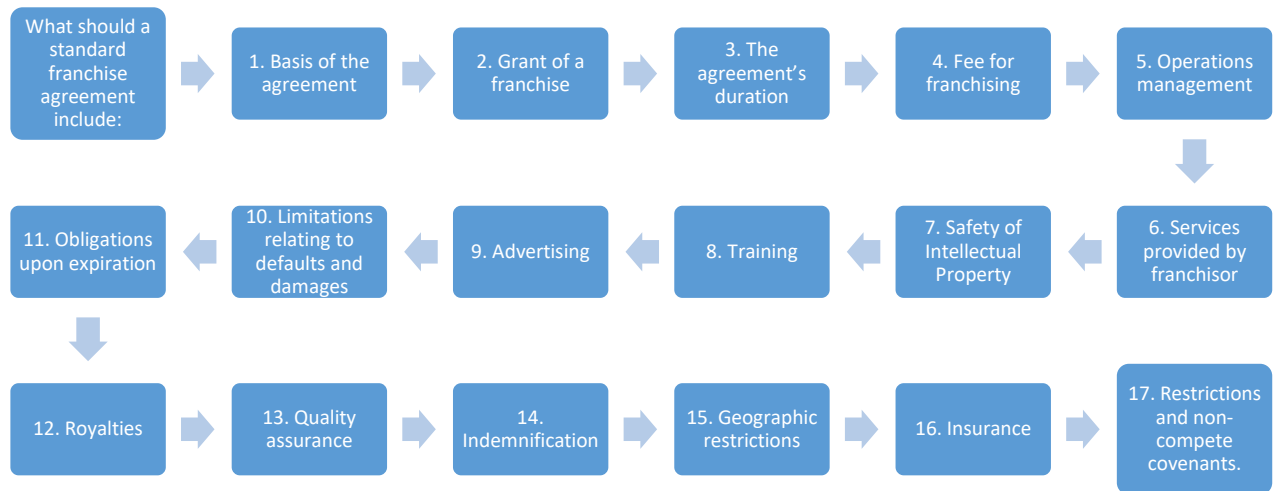 What should a
standard
franchise
agreement
include:
1. Basis of the
agreement
2. Grant of a
franchise
3. The
agreement’s
duration
4. Fee for
franchising
5. Operations
management
6. Services
provided by
franchisor
7. Safety of
Intellectual
Property
8. Training
9. Advertising
10. Limitations
relating to
defaults and
damages
11. Obligations
upon expiration
12. Royalties
13. Quality
assurance
14.
Indemnification
15. Geographic
restrictions
16. Insurance
17. Restrictions
and non-
compete
covenants.